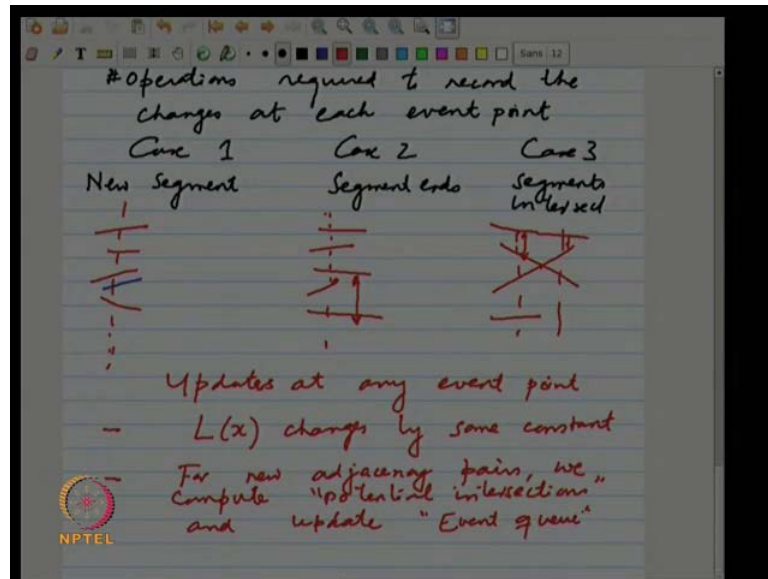 Sans 12
# Operations required to record the
changes at each event point
Case 1 Case 2 Case 3
New Segment Segment ends Segments
intersect
Updates at any event point
- L(x) changes by some constant
- For new adjacency pairs, we
compute "potential intersections"
and update "Event queue"
NPTEL